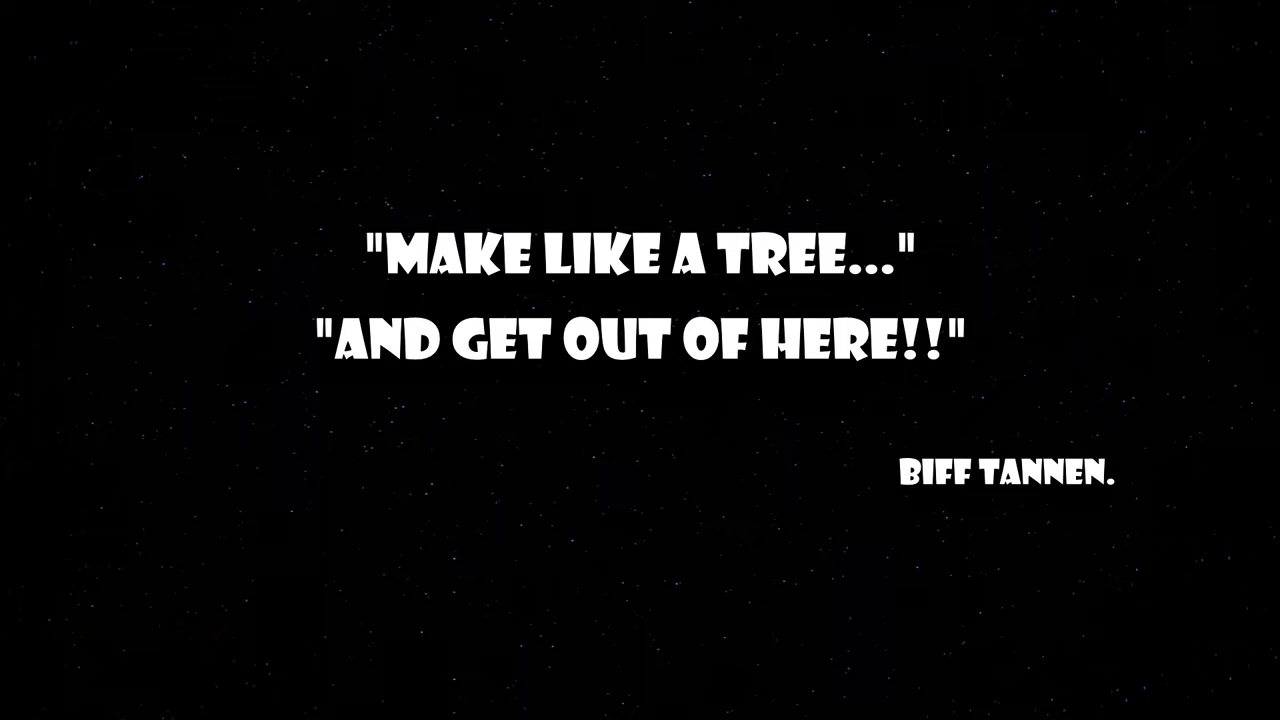 "MAKE LIKE A TREE..."
"AND GET OUT OF HERE!!"
BIFF TANNEN.